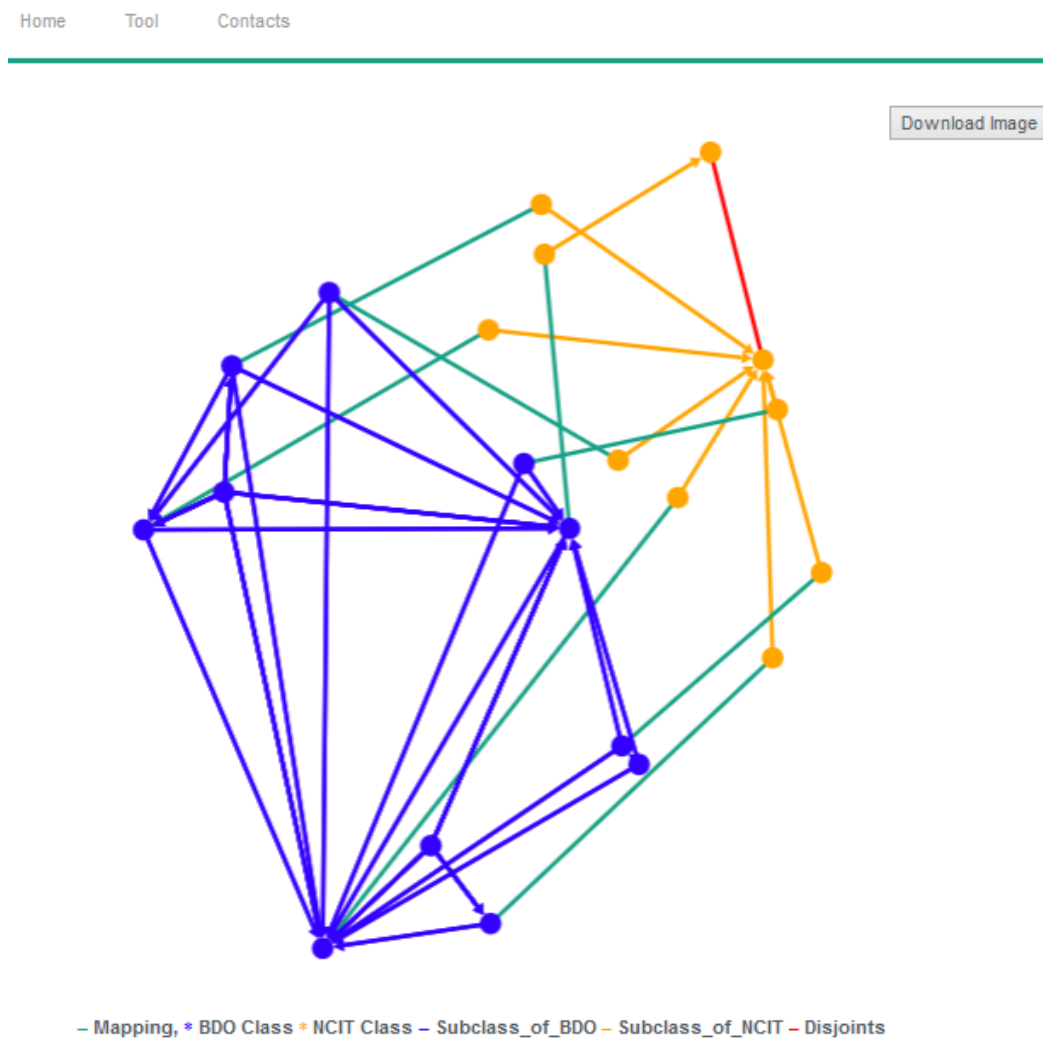 Home Tool Contacts
Download Image
– Mapping, * BDO Class * NCIT Class – Subclass_of_BDO – Subclass_of_NCIT – Disjoints